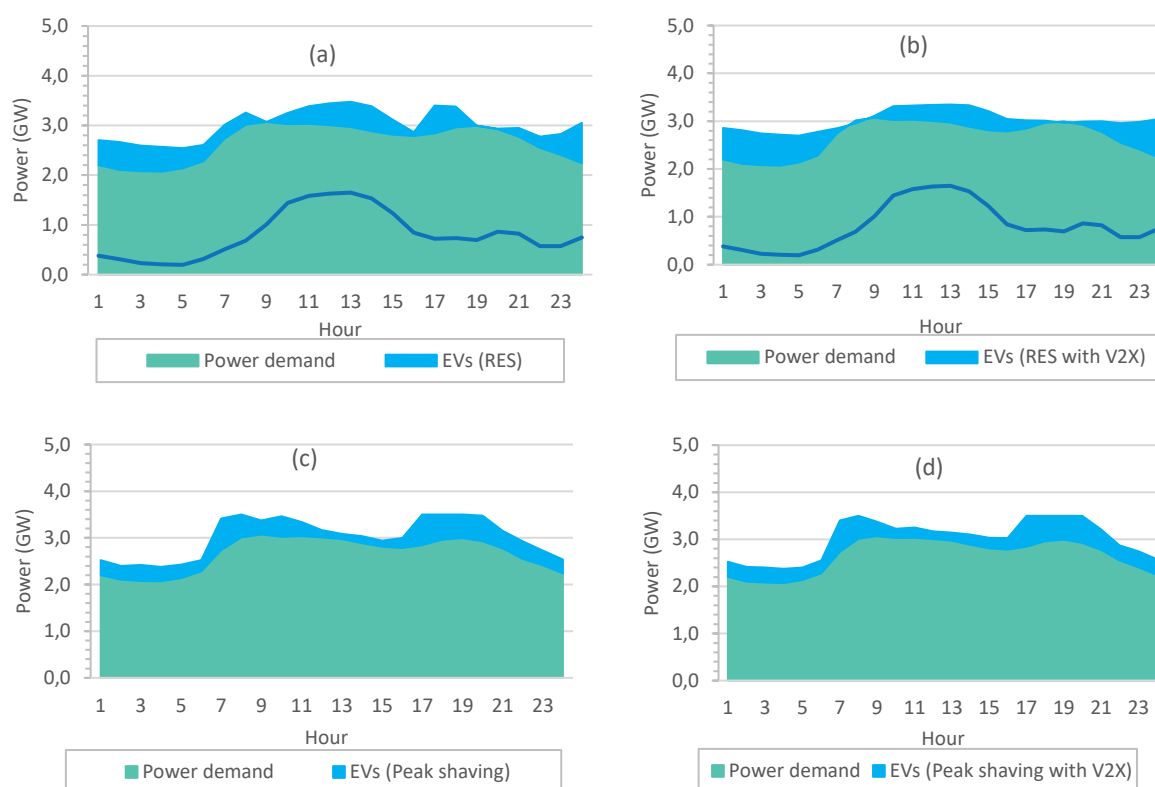 (a)
Power (GW)
5,0
4,0
3,0
2,0
1,0
0,0
1 3 5 7 9 11 13 15 17 19 21 23
Hour
Power demand EVs (RES)
(b)
Power (GW)
5,0
4,0
3,0
2,0
1,0
0,0
1 3 5 7 9 11 13 15 17 19 21 23
Hour
Power demand EVs (RES with V2X)
(c)
Power (GW)
5,0
4,0
3,0
2,0
1,0
0,0
1 3 5 7 9 11 13 15 17 19 21 23
Hour
Power demand EVs (Peak shaving)
(d)
Power (GW)
5,0
4,0
3,0
2,0
1,0
0,0
1 3 5 7 9 11 13 15 17 19 21 23
Hour
Power demand EVs (Peak shaving with V2X)